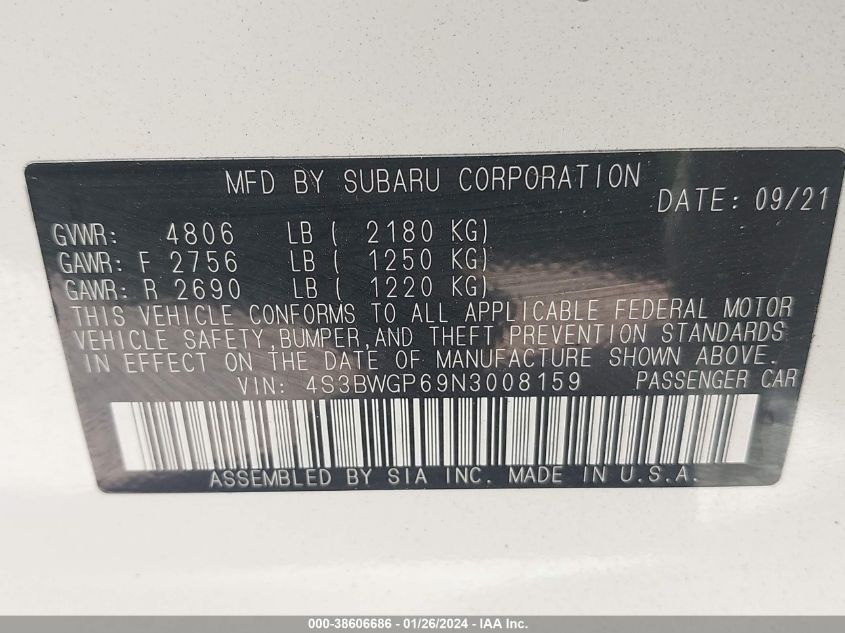 MFD BY SUBARU CORPORATION
DATE: 09/21
GVWR: 4806 LB ( 2180 KG)
GAWR: F 2756 LB ( 1250 KG)
GAWR: R 2690 LB ( 1220 KG)
THIS VEHICLE CONFORMS TO ALL APPLICABLE FEDERAL MOTOR
VEHICLE SAFETY,BUMPER,AND THEFT PREVENTION STANDARDS
IN EFFECT ON THE DATE OF MANUFACTURE SHOWN ABOVE.
VIN: 4S3BWGP69N3008159 PASSENGER CAR
ASSEMBLED BY SIA INC. MADE IN U.S.A.
000-38606686 - 01/26/2024 - IAA Inc.